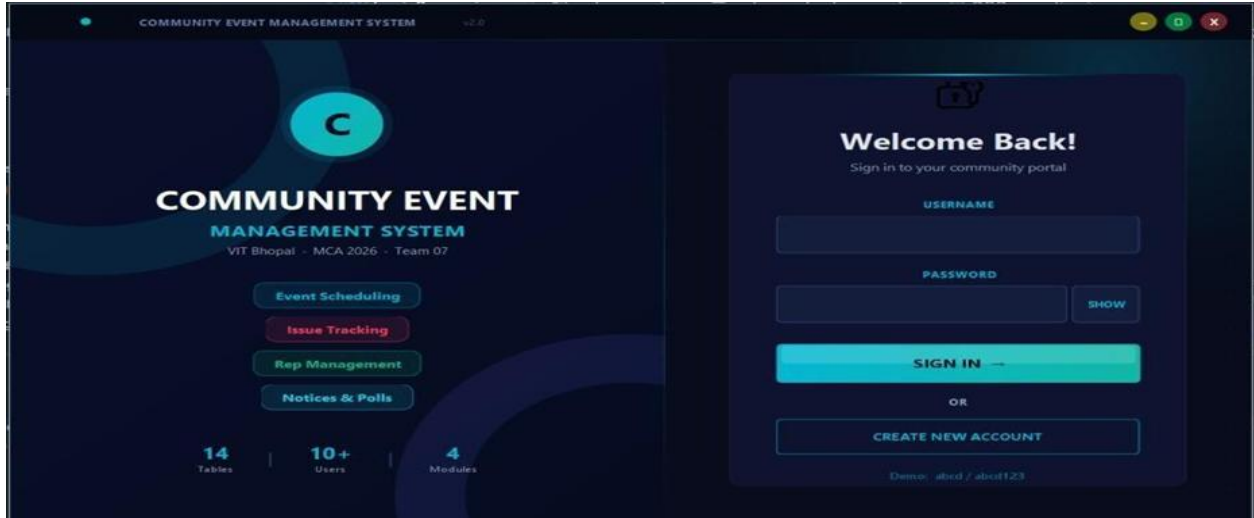 COMMUNITY EVENT MANAGEMENT SYSTEM v2.0
C
COMMUNITY EVENT
MANAGEMENT SYSTEM
VIT Bhopal - MCA 2026 - Team 07
Event Scheduling
Issue Tracking
Rep Management
Notices & Polls
14 | 10+ | 4
Tables Users Modules
Welcome Back!
Sign in to your community portal
USERNAME
PASSWORD
SHOW
SIGN IN →
OR
CREATE NEW ACCOUNT
Demo: abcd / abcd123